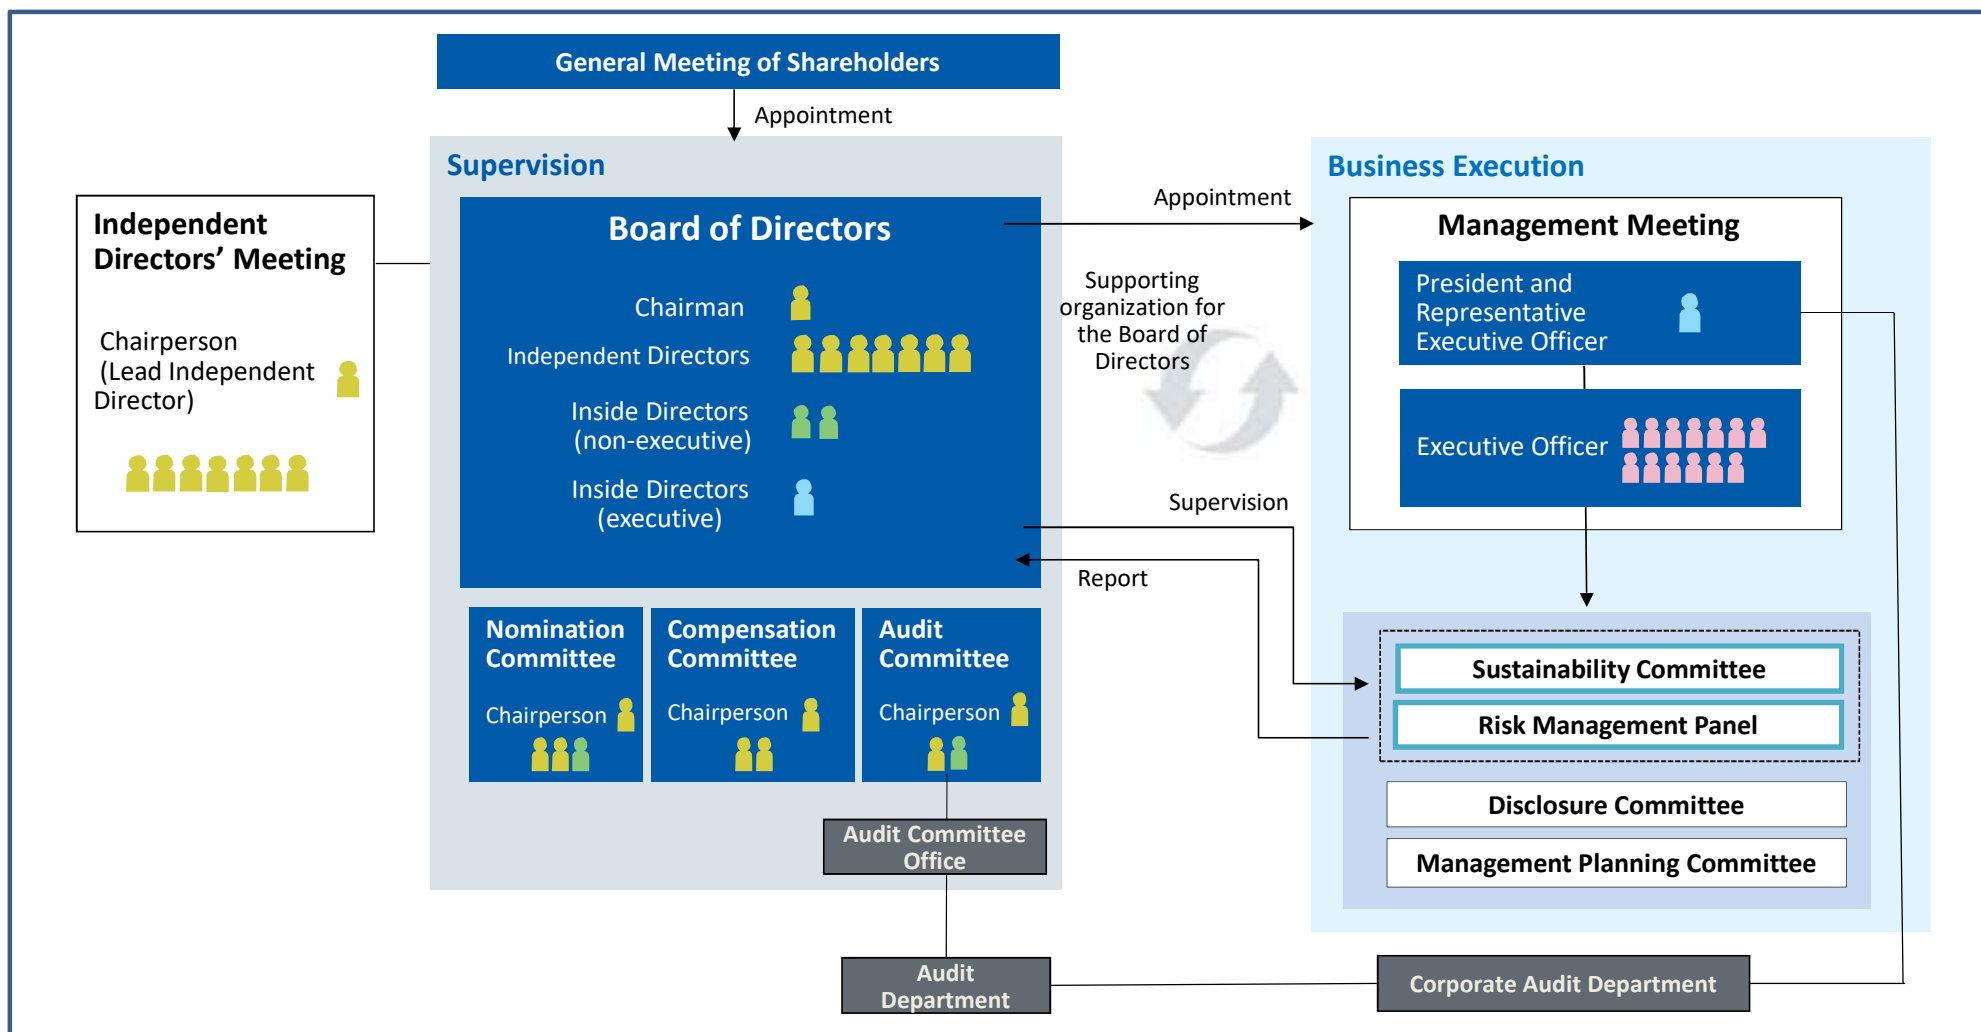 General Meeting of Shareholders
Appointment
Supervision
Independent
Directors’ Meeting
Chairperson
(Lead Independent
Director)
Board of Directors
Chairman
Independent Directors
Inside Directors
(non-executive)
Inside Directors
(executive)
Nomination
Committee
Chairperson
Compensation
Committee
Chairperson
Audit
Committee
Chairperson
Audit Committee
Office
Audit
Department
Appointment
Supporting
organization for
the Board of
Directors
Supervision
Report
Business Execution
Management Meeting
President and
Representative
Executive Officer
Executive Officer
Sustainability Committee
Risk Management Panel
Disclosure Committee
Management Planning Committee
Corporate Audit Department